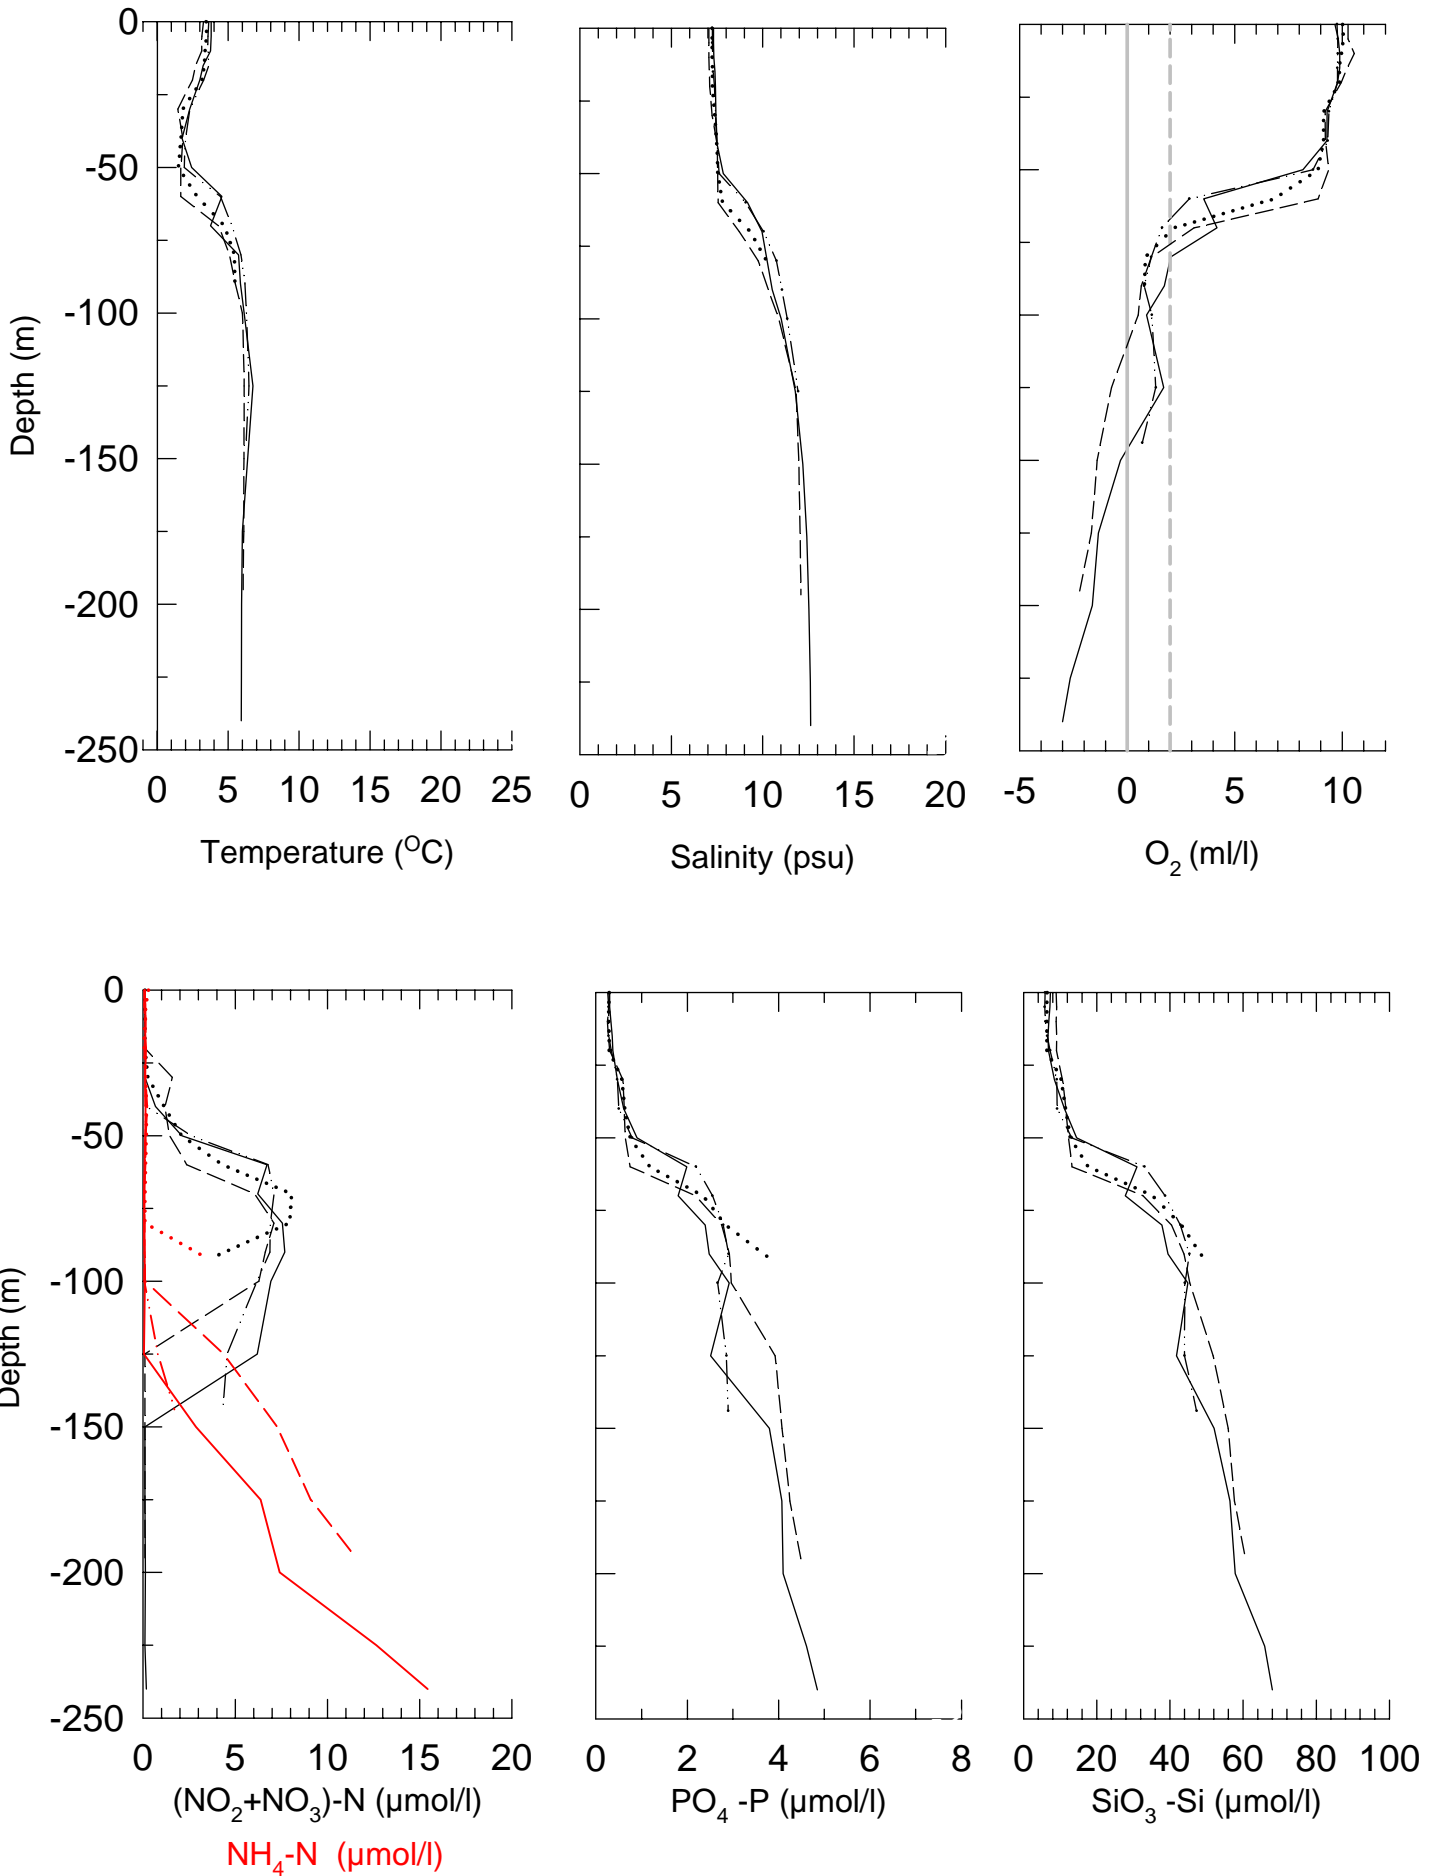 0
-50
-100
-150
-200
-250
Depth (m)
0 5 10 15 20 25
Temperature (OC)
0 5 10 15 20
Salinity (psu)
-5 0 5 10
O2 (ml/l)
0
-50
-100
-150
-200
-250
Depth (m)
0 5 10 15 20
(NO2+NO3)-N (µmol/l)
NH4-N (µmol/l)
0 2 4 6 8
PO4 -P (µmol/l)
0 20 40 60 80 100
SiO3 -Si (µmol/l)